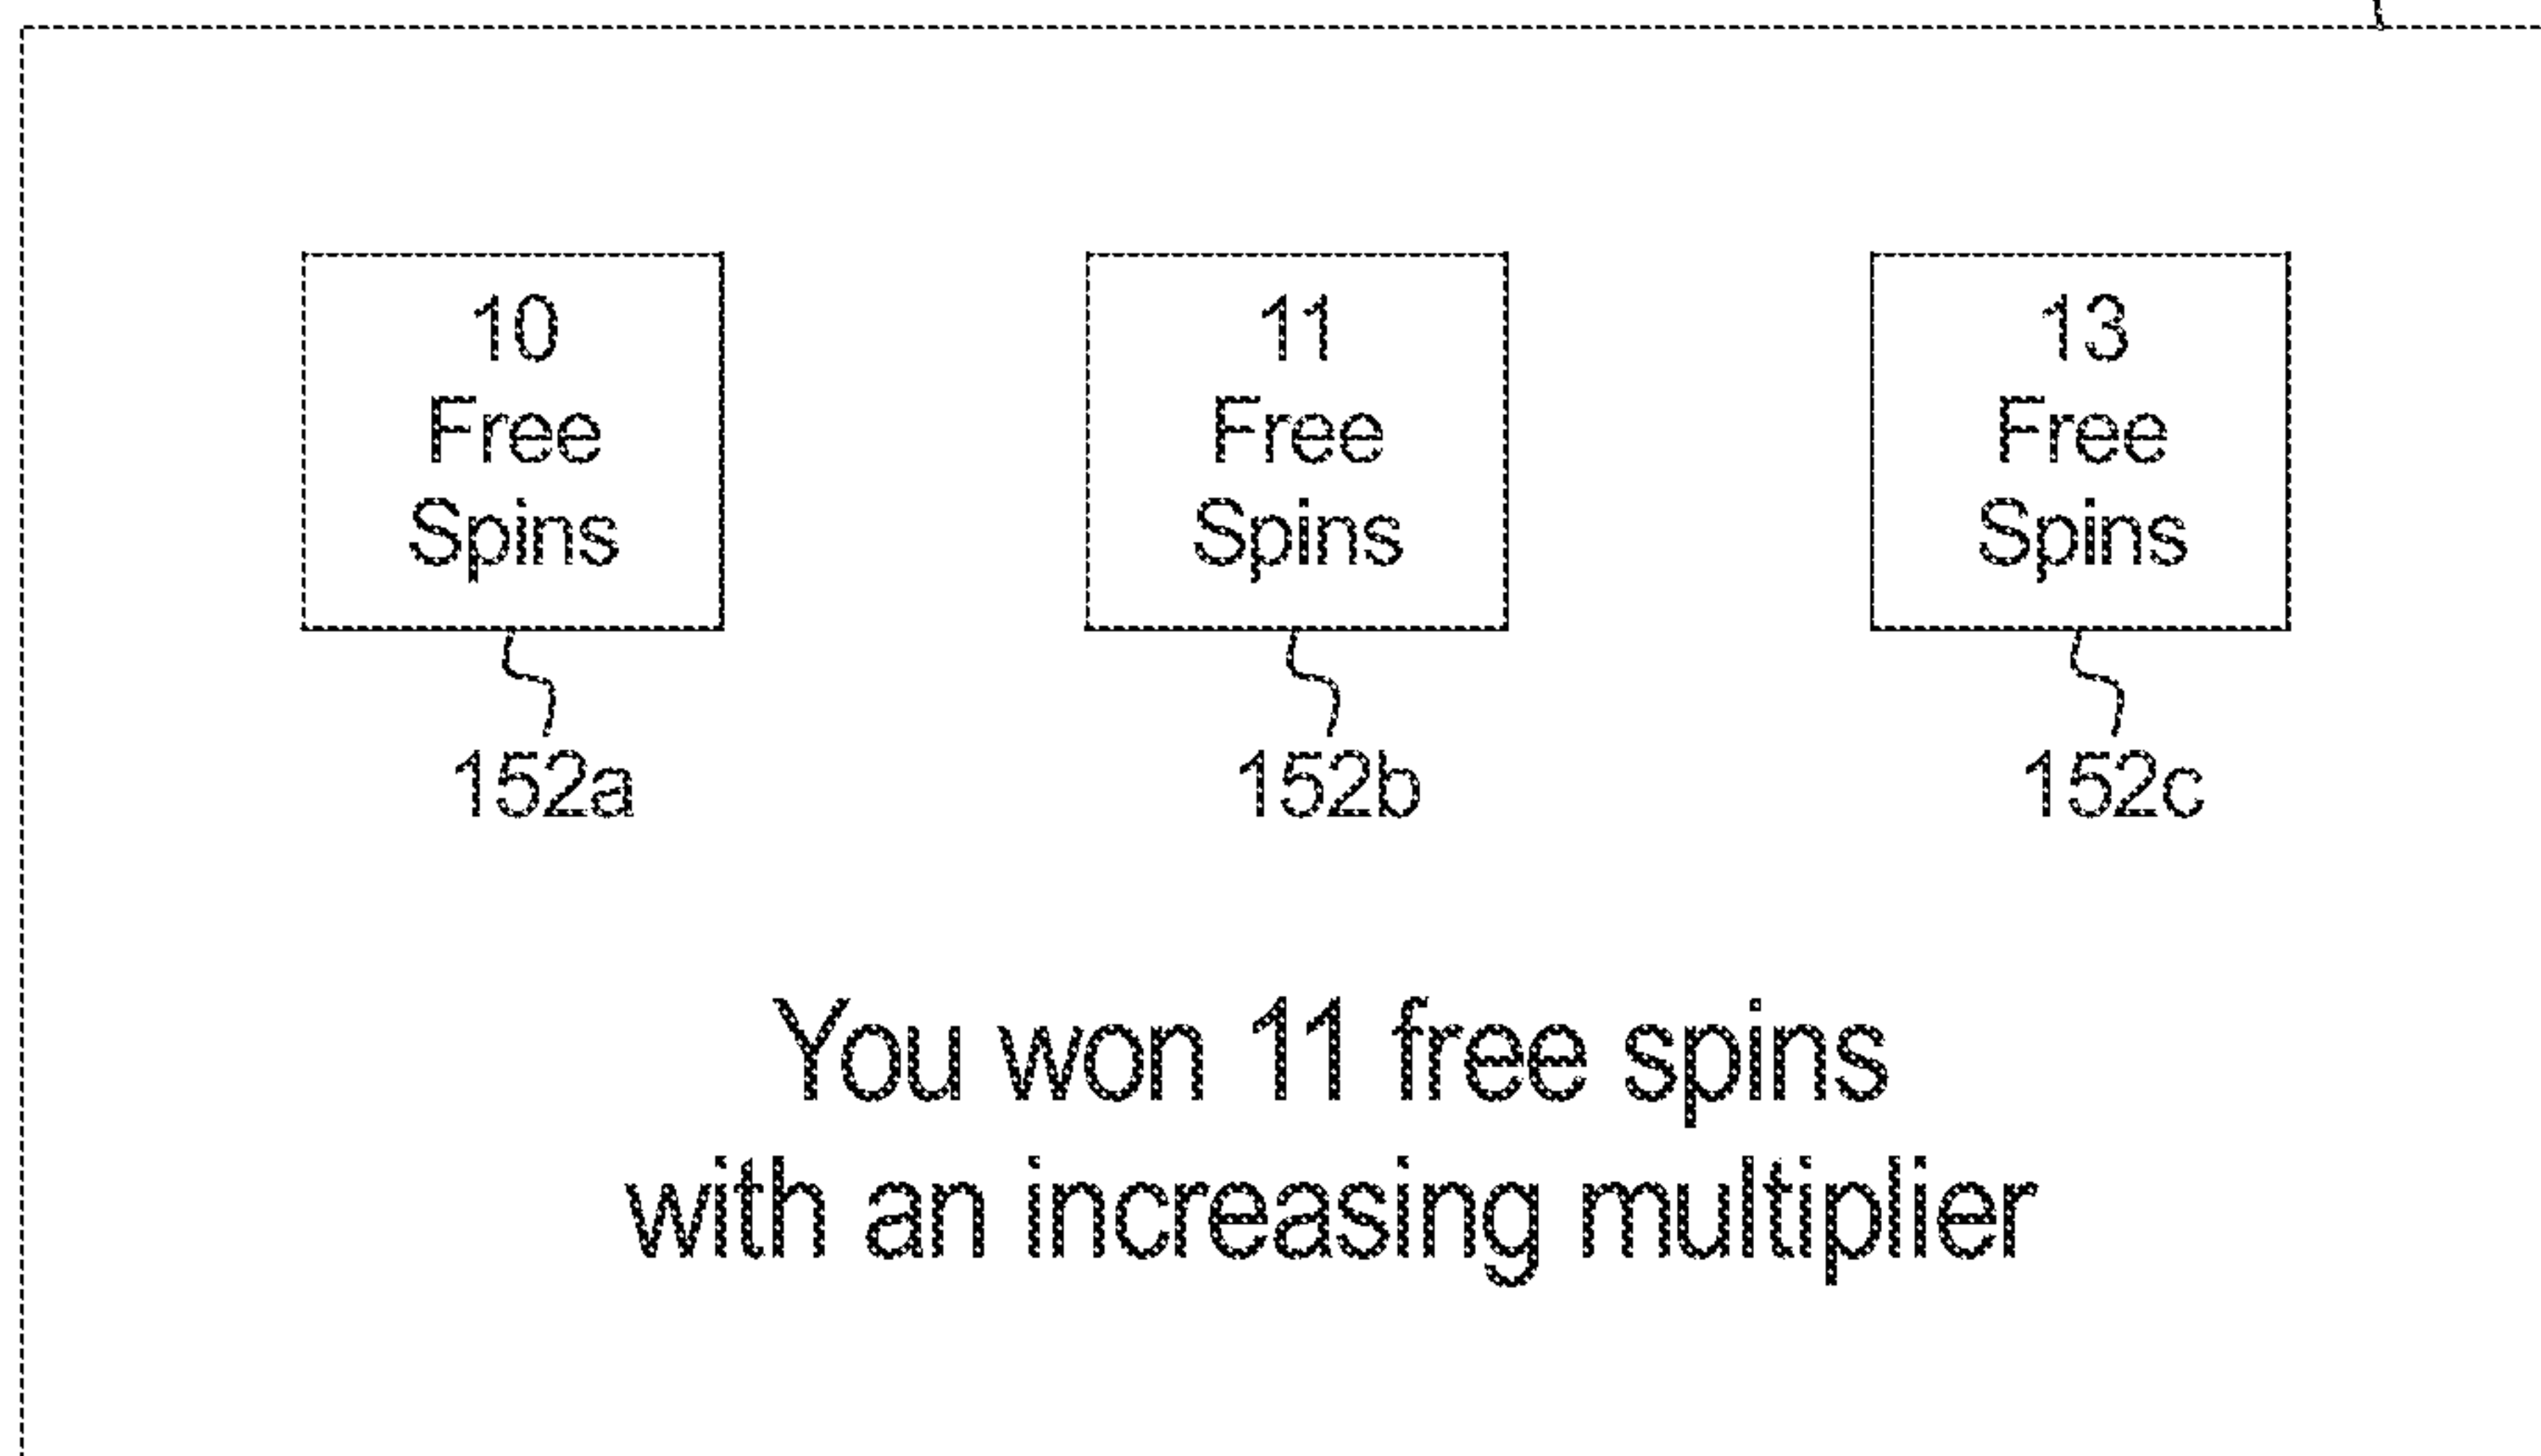 10
Free
Spins
11
Free
Spins
13
Free
Spins
152a
152b
152c
You won 11 free spins
with an increasing multiplier